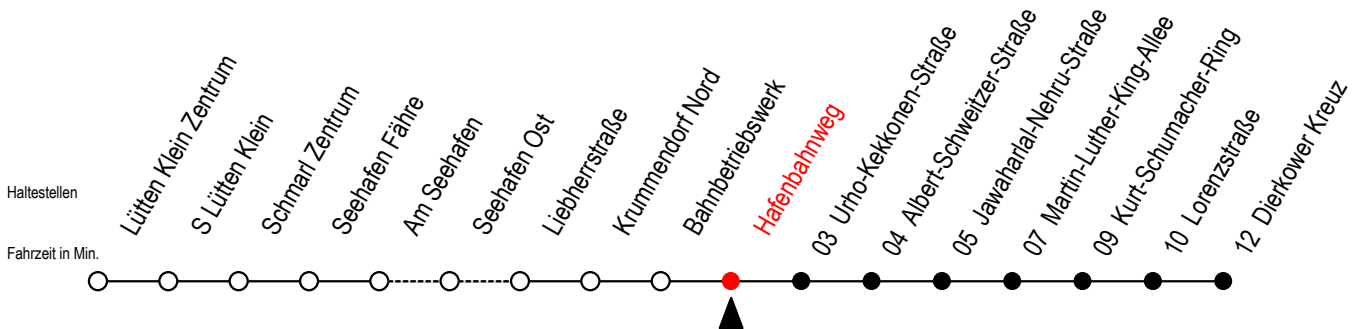 Haltestellen
Fahrzeit in Min.
Lütten Klein Zentrum
S Lütten Klein
Schmarl Zentrum
Seehafen Fähre
Am Seehafen
Seehafen Ost
Liebherrstraße
Krummendorf Nord
Bahnbetriebswerk
Hafenbahnweg
03 Urho-Kekkonen-Straße
04 Albert-Schweitzer-Straße
05 Jawaharlal-Nehru-Straße
07 Martin-Luther-King-Allee
09 Kurt-Schumacher-Ring
10 Lorenzstraße
12 Dierkower Kreuz